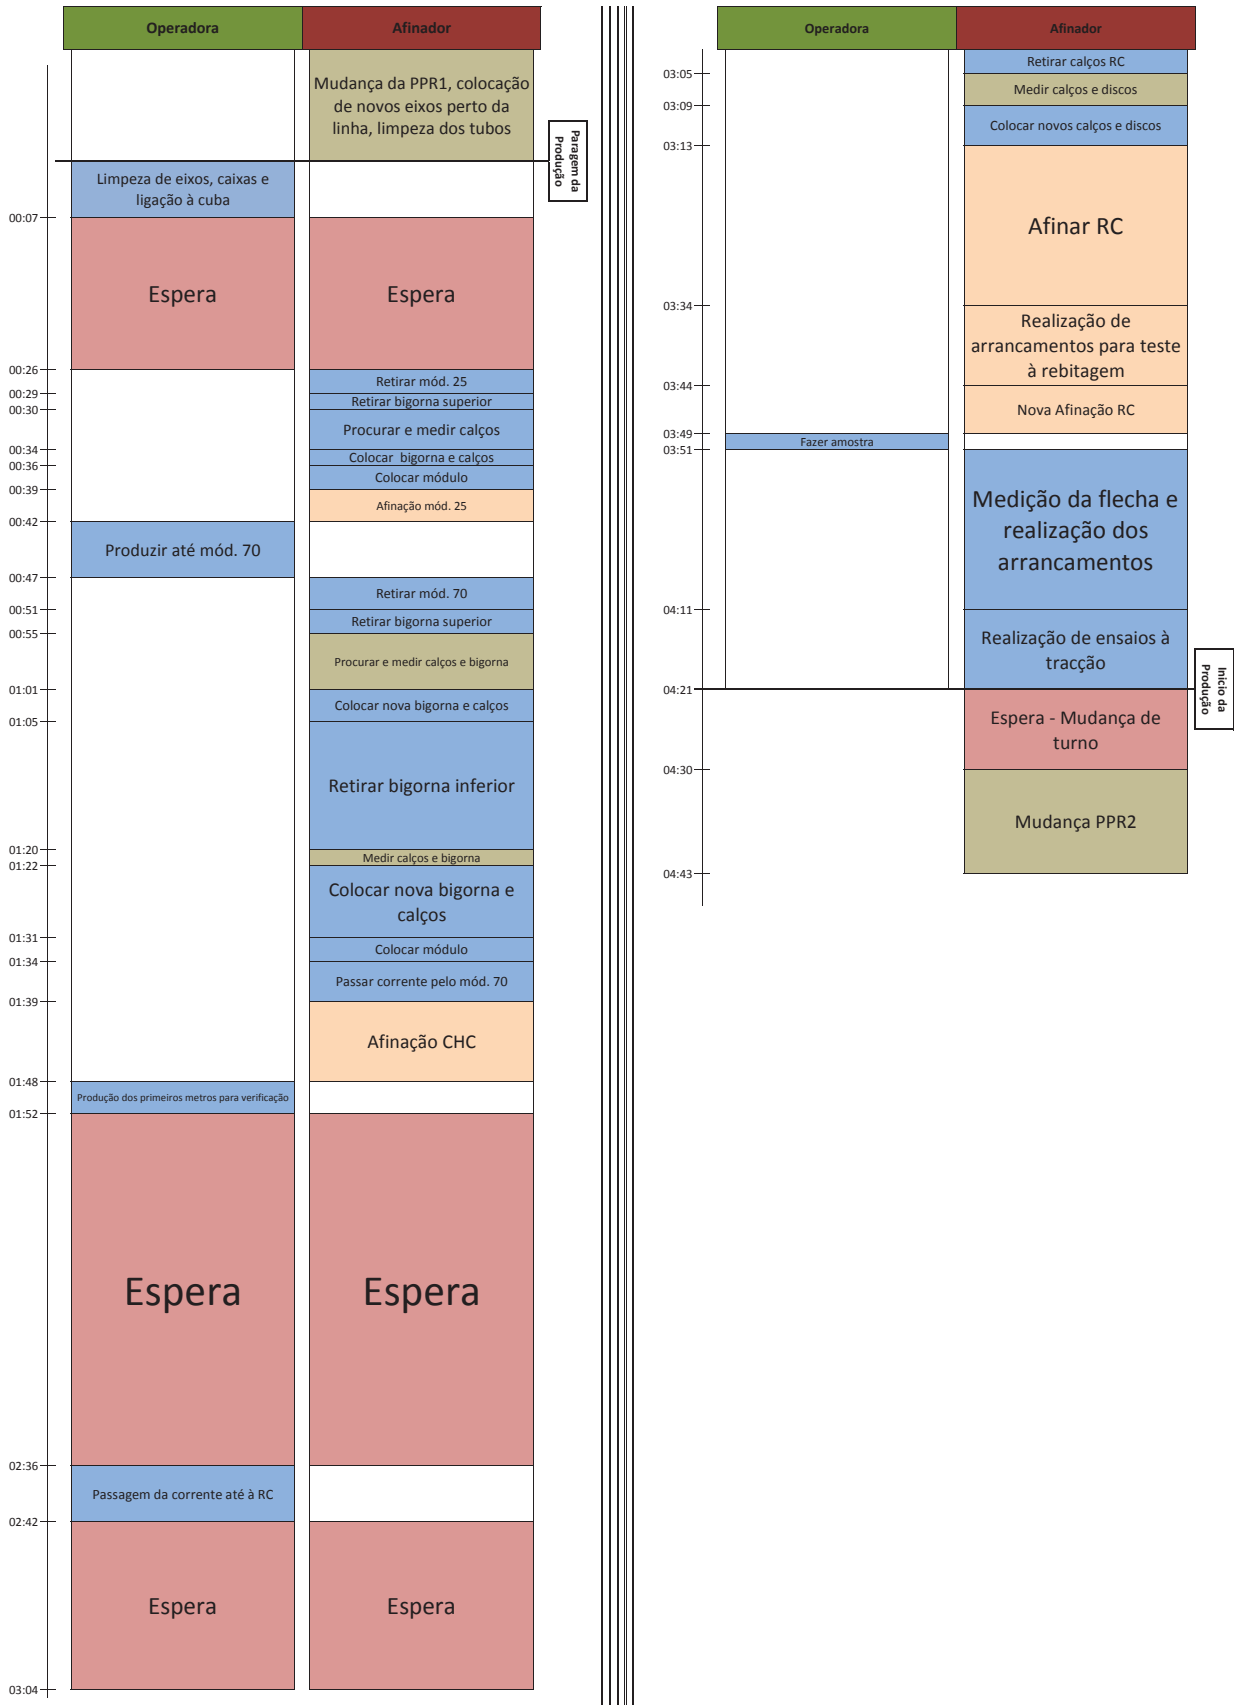 Operadora
Afinador
Mudança da PPR1, colocação
de novos eixos perto da
linha, limpeza dos tubos
Paragem da
Produção
Limpeza de eixos, caixas e
ligação à cuba
00:07
Espera
Espera
00:26
Retirar mód. 25
00:29
Retirar bigorna superior
00:30
Procurar e medir calços
00:34
Colocar bigorna e calços
00:36
Colocar módulo
00:39
Afinação mód. 25
00:42
Produzir até mód. 70
00:47
Retirar mód. 70
00:51
Retirar bigorna superior
00:55
Procurar e medir calços e bigorna
01:01
Colocar nova bigorna e calços
01:05
Retirar bigorna inferior
01:20
Medir calços e bigorna
01:22
Colocar nova bigorna e
calços
01:31
Colocar módulo
01:34
Passar corrente pelo mód. 70
01:39
Afinação CHC
01:48
Produção dos primeiros metros para verificação
01:52
Espera
Espera
02:36
Passagem da corrente até à RC
02:42
Espera
Espera
03:04
Operadora
Afinador
Retirar calços RC
03:05
Medir calços e discos
03:09
Colocar novos calços e discos
03:13
Afinar RC
03:34
Realização de
arrancamentos para teste
à rebitagem
03:44
Nova Afinação RC
03:49
Fazer amostra
03:51
Medição da flecha e
realização dos
arrancamentos
04:11
Realização de ensaios à
tracção
Inicio da
Produção
04:21
Espera - Mudança de
turno
04:30
Mudança PPR2
04:43